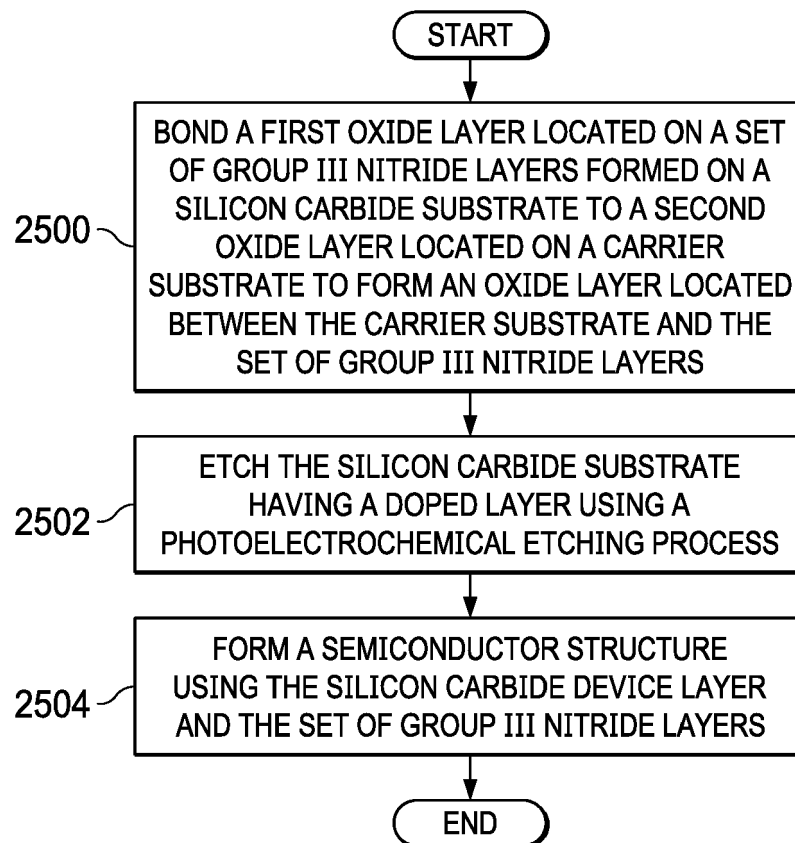 START
BOND A FIRST OXIDE LAYER LOCATED ON A SET
OF GROUP III NITRIDE LAYERS FORMED ON A
SILICON CARBIDE SUBSTRATE TO A SECOND
OXIDE LAYER LOCATED ON A CARRIER
SUBSTRATE TO FORM AN OXIDE LAYER LOCATED
BETWEEN THE CARRIER SUBSTRATE AND THE
SET OF GROUP III NITRIDE LAYERS
2500
ETCH THE SILICON CARBIDE SUBSTRATE
HAVING A DOPED LAYER USING A
PHOTOELECTROCHEMICAL ETCHING PROCESS
2502
FORM A SEMICONDUCTOR STRUCTURE
USING THE SILICON CARBIDE DEVICE LAYER
AND THE SET OF GROUP III NITRIDE LAYERS
2504
END